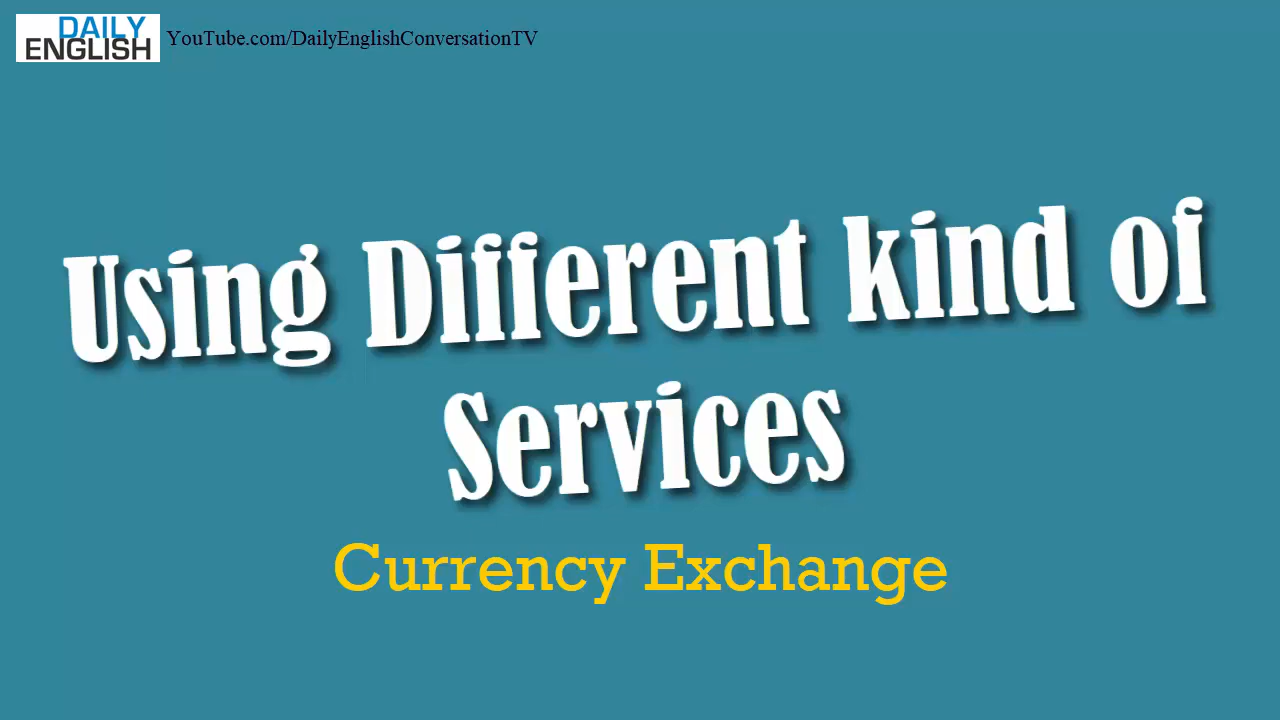 DAILY
ENGLISH
YouTube.com/DailyEnglishConversationTV
Using Different kind of
Services
Currency Exchange